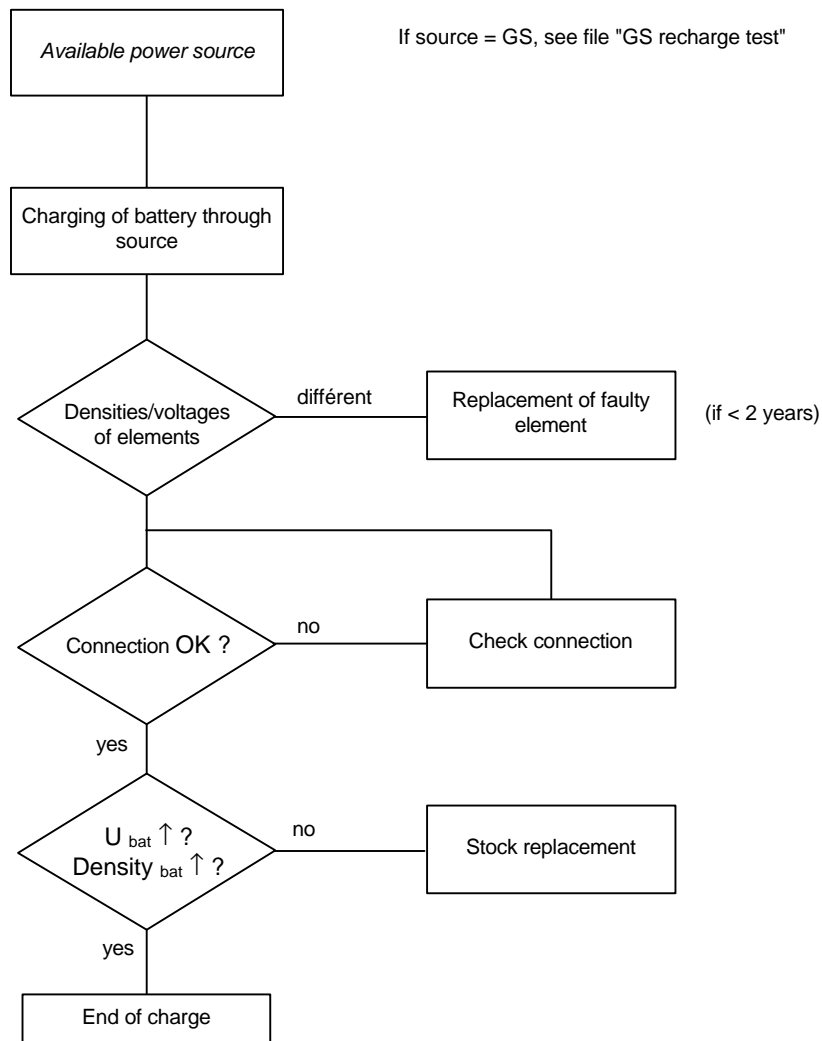 Available power source
If source = GS, see file "GS recharge test"
Charging of battery through
source
Densities/voltages
of elements
différent
Replacement of faulty
element
(if < 2 years)
Connection OK ?
no
Check connection
yes
U bat ↑ ?
Density bat ↑ ?
no
Stock replacement
yes
End of charge